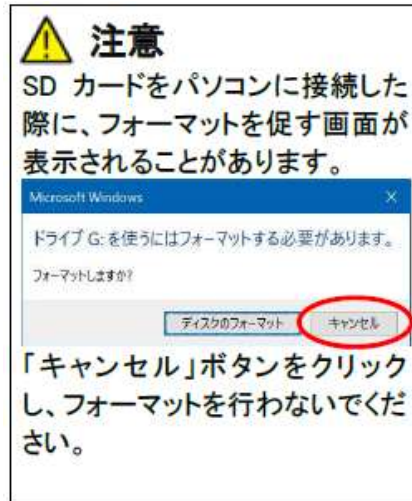 注意
SD カードをパソコンに接続した
際に、フォーマットを促す画面が
表示されることがあります。
Microsoft Windows
ドライブ G: を使うにはフォーマットする必要があります。
フォーマットしますか?
ディスクのフォーマット キャンセル
「キャンセル」ボタンをクリック
し、フォーマットを行わないでくだ
さい。